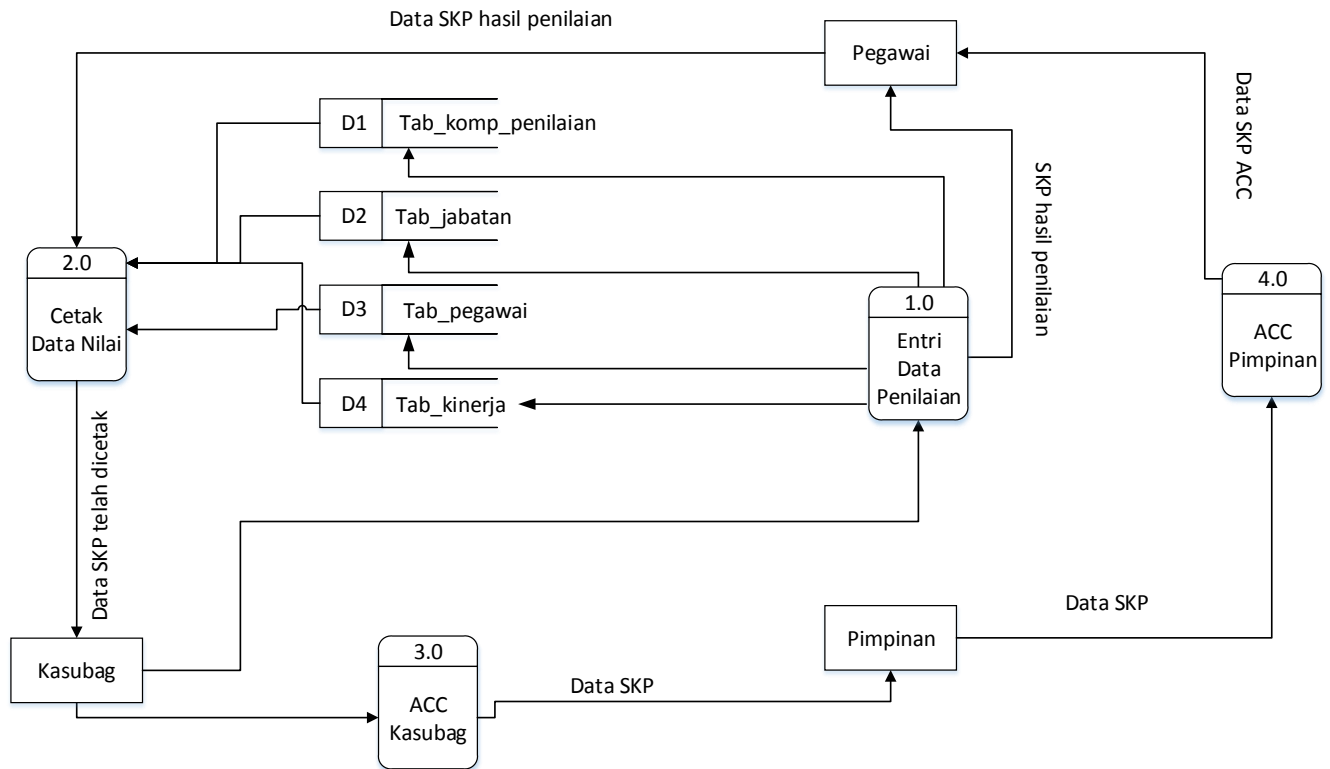 Data SKP hasil penilaian
Pegawai
D1 Tab_komp_penilaian
D2 Tab_jabatan
D3 Tab_pegawai
D4 Tab_kinerja
2.0
Cetak
Data Nilai
1.0
Entri
Data
Penilaian
SKP hasil penilaian
Data SKP ACC
4.0
ACC
Pimpinan
Data SKP telah dicetak
Kasubag
3.0
ACC
Kasubag
Data SKP
Pimpinan
Data SKP